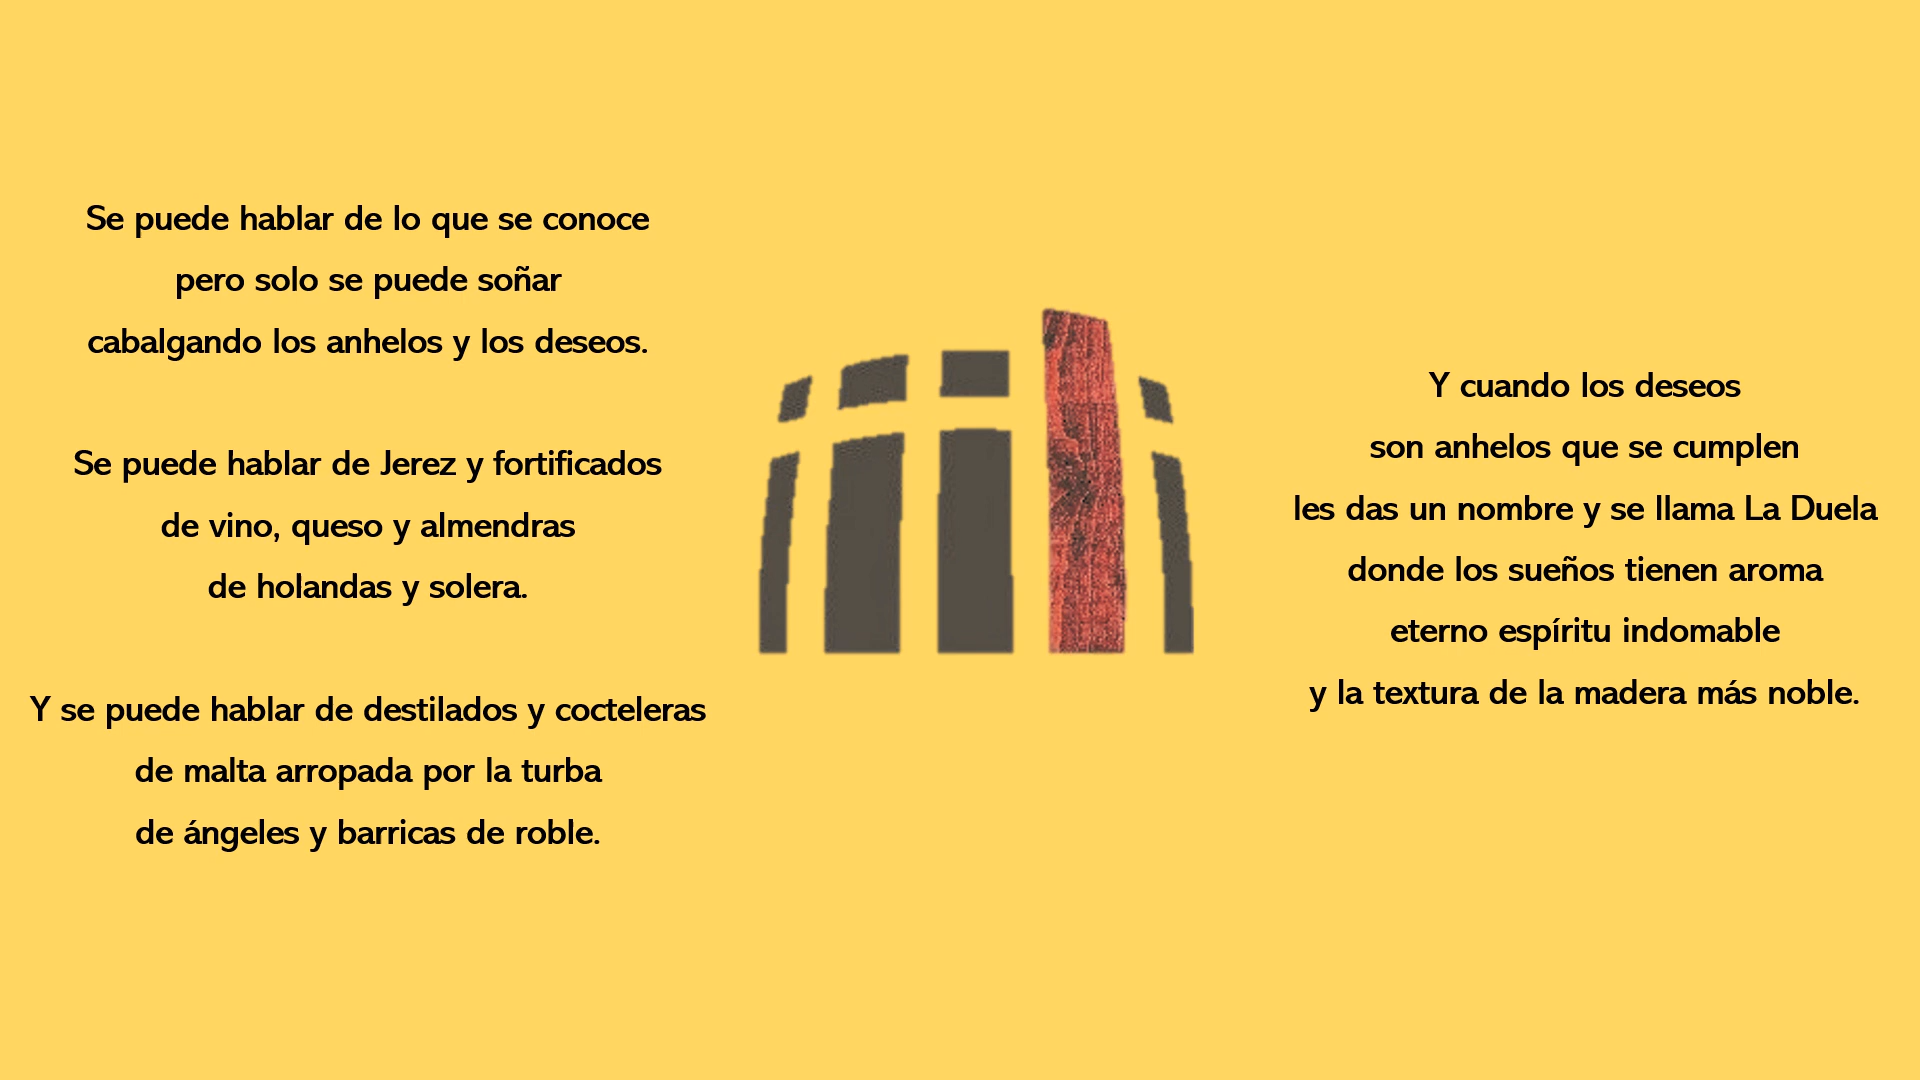 Se puede hablar de lo que se conoce
pero solo se puede soñar
cabalgando los anhelos y los deseos.
Se puede hablar de Jerez y fortificados
de vino, queso y almendras
de holandas y solera.
Y se puede hablar de destilados y cocteleras
de malta arropada por la turba
de ángeles y barricas de roble.
Y cuando los deseos
son anhelos que se cumplen
les das un nombre y se llama La Duela
donde los sueños tienen aroma
eterno espíritu indomable
y la textura de la madera más noble.